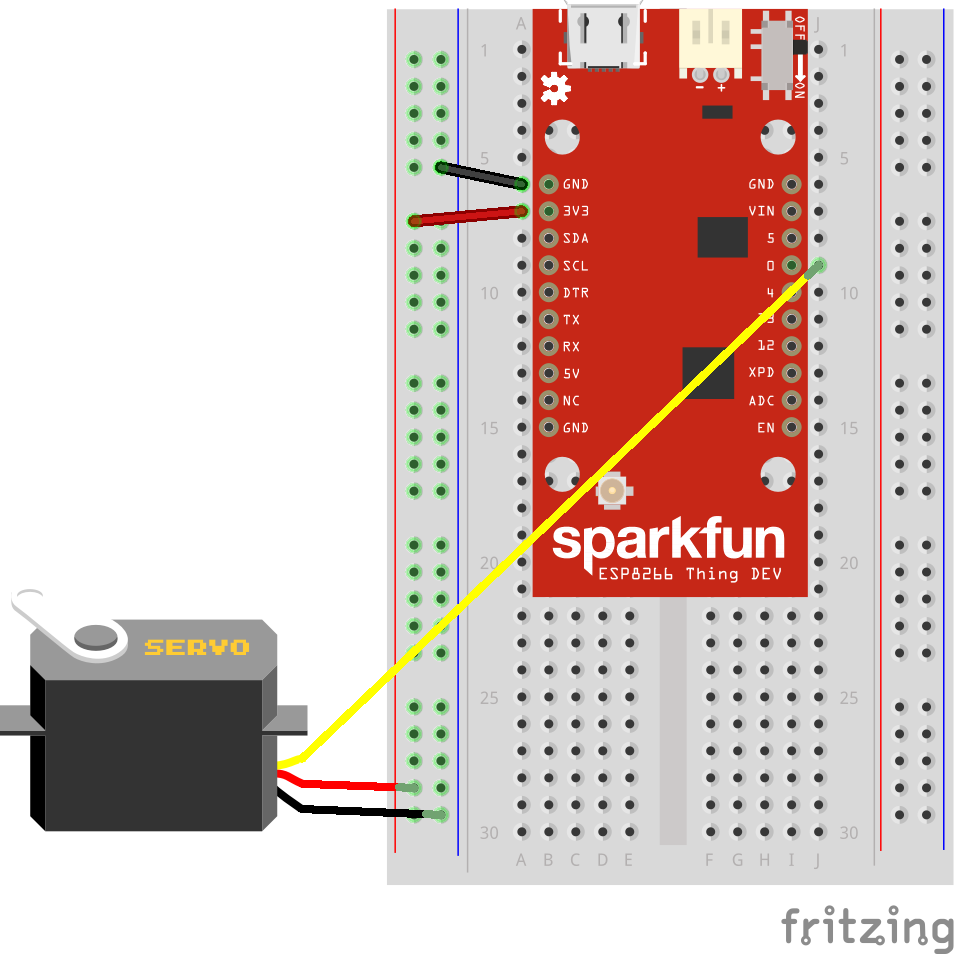 A
J
OFF
ON
1
1
- +
5
5
GND GND
3V3 VIN
SDA 5
SCL 0
10 DTR 4 10
TX
RX 12
5V XPD
NC ADC
15 GND EN 15
sparkfun
20 ESP8266 Thing DEV 20
SERVO
25 25
30 30
A B C D E F G H I J
fritzing